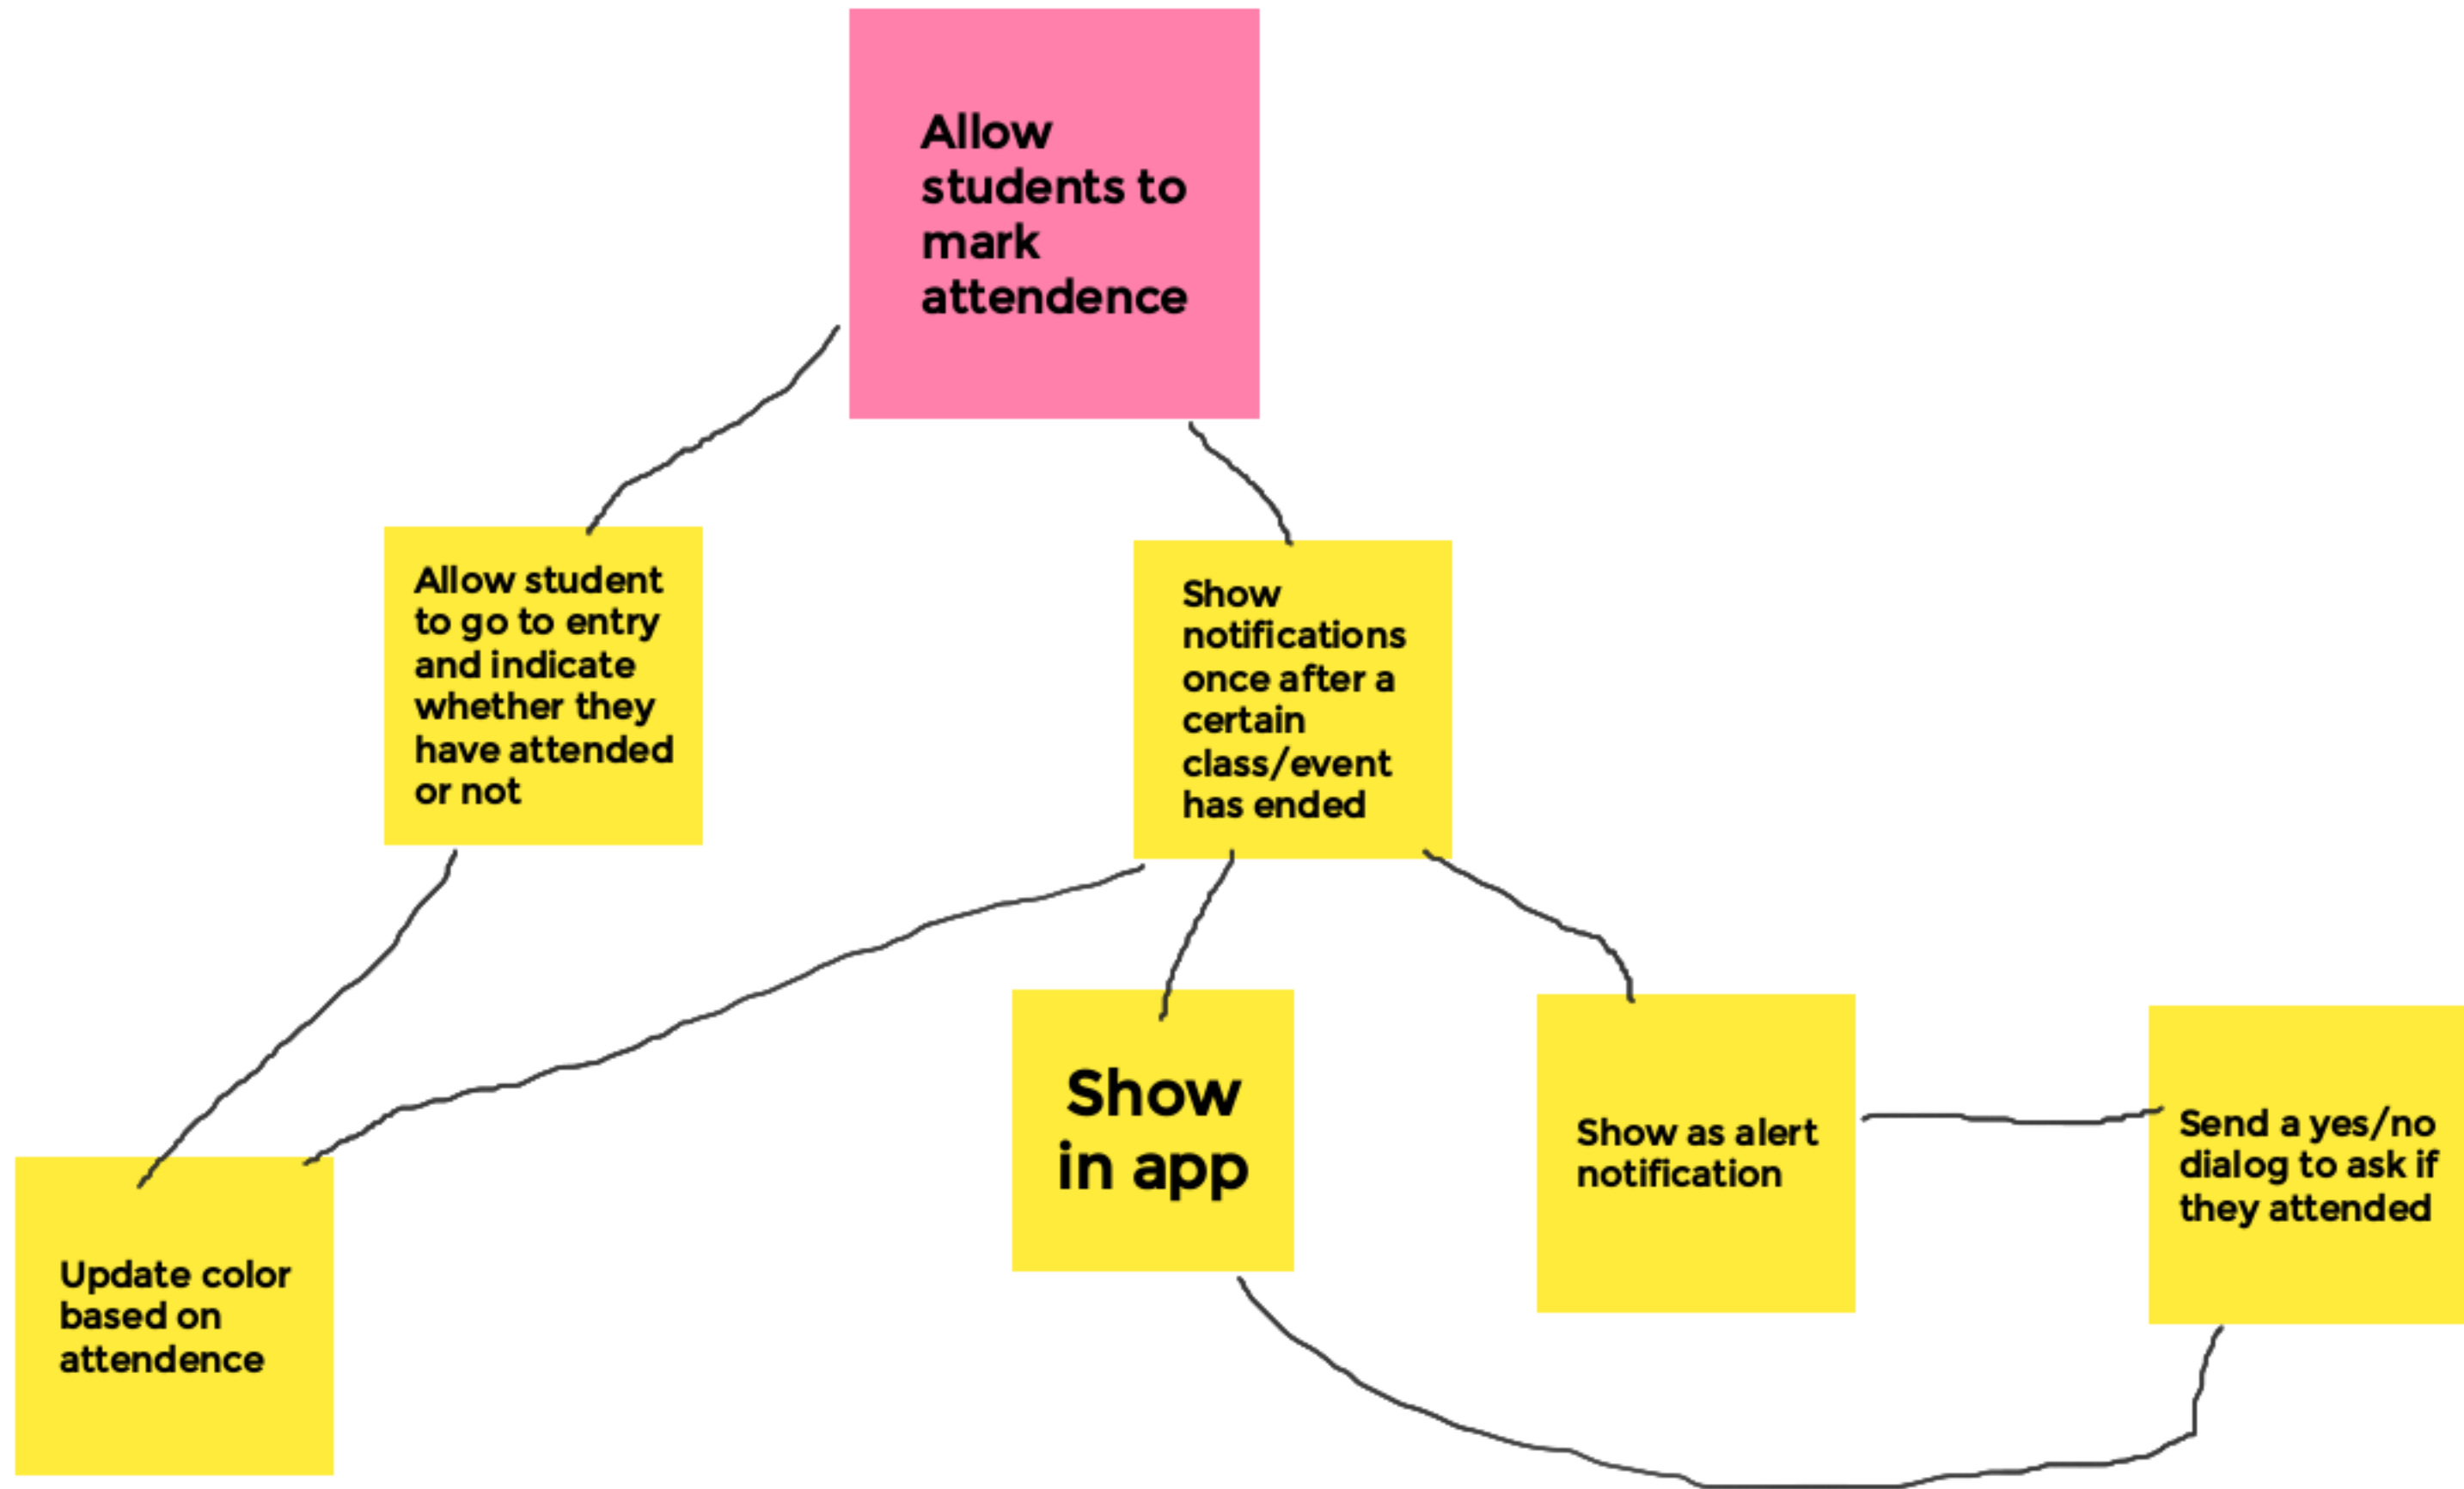 Allow
students to
mark
attendence
Allow student
to go to entry
and indicate
whether they
have attended
or not
Show
notifications
once after a
certain
class/event
has ended
Update color
based on
attendence
Show
in app
Show as alert
notification
Send a yes/no
dialog to ask if
they attended